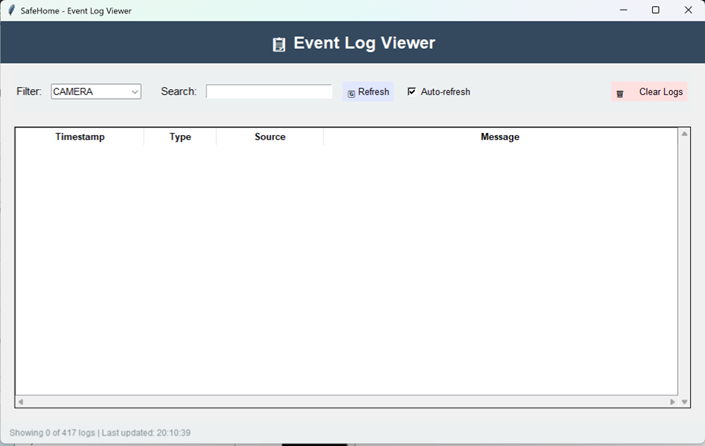 SafeHome - Event Log Viewer
Event Log Viewer
Filter: CAMERA Search: Refresh Auto-refresh Clear Logs
Timestamp Type Source Message
Showing 0 of 417 logs | Last updated: 20:10:39